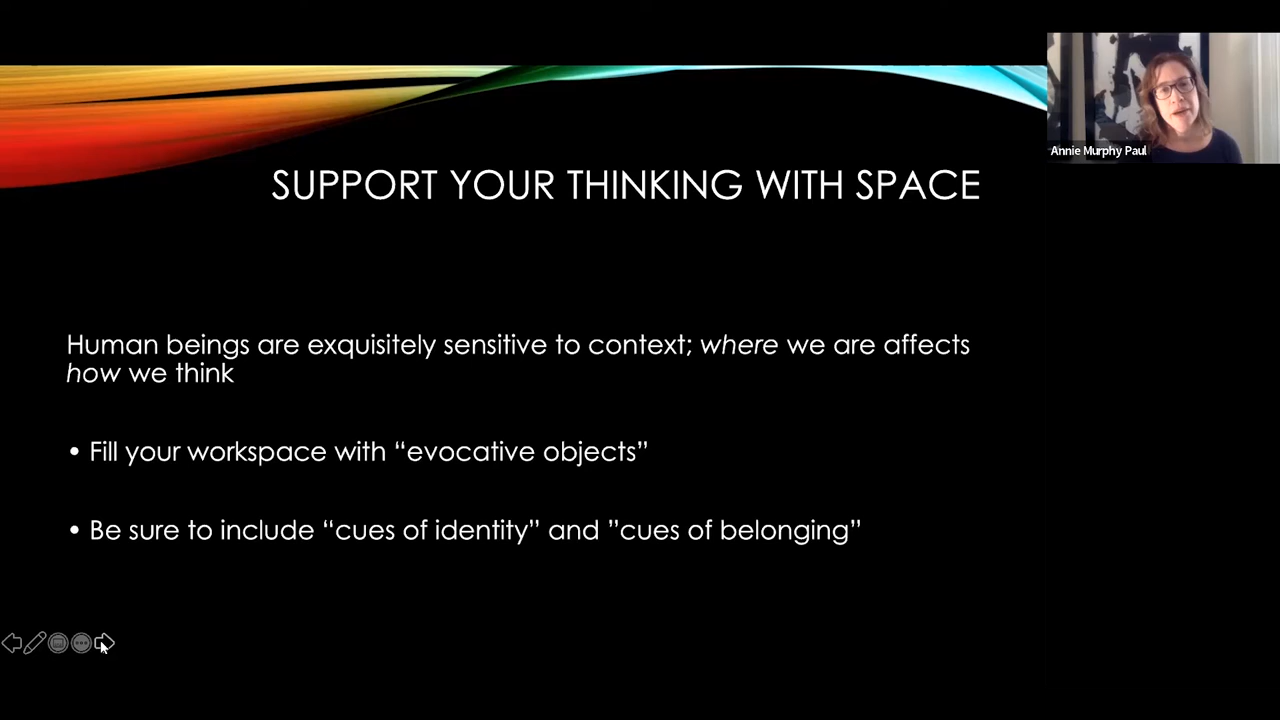 Annie Murphy Paul
SUPPORT YOUR THINKING WITH SPACE
Human beings are exquisitely sensitive to context; where we are affects
how we think
• Fill your workspace with “evocative objects”
• Be sure to include “cues of identity” and ”cues of belonging”